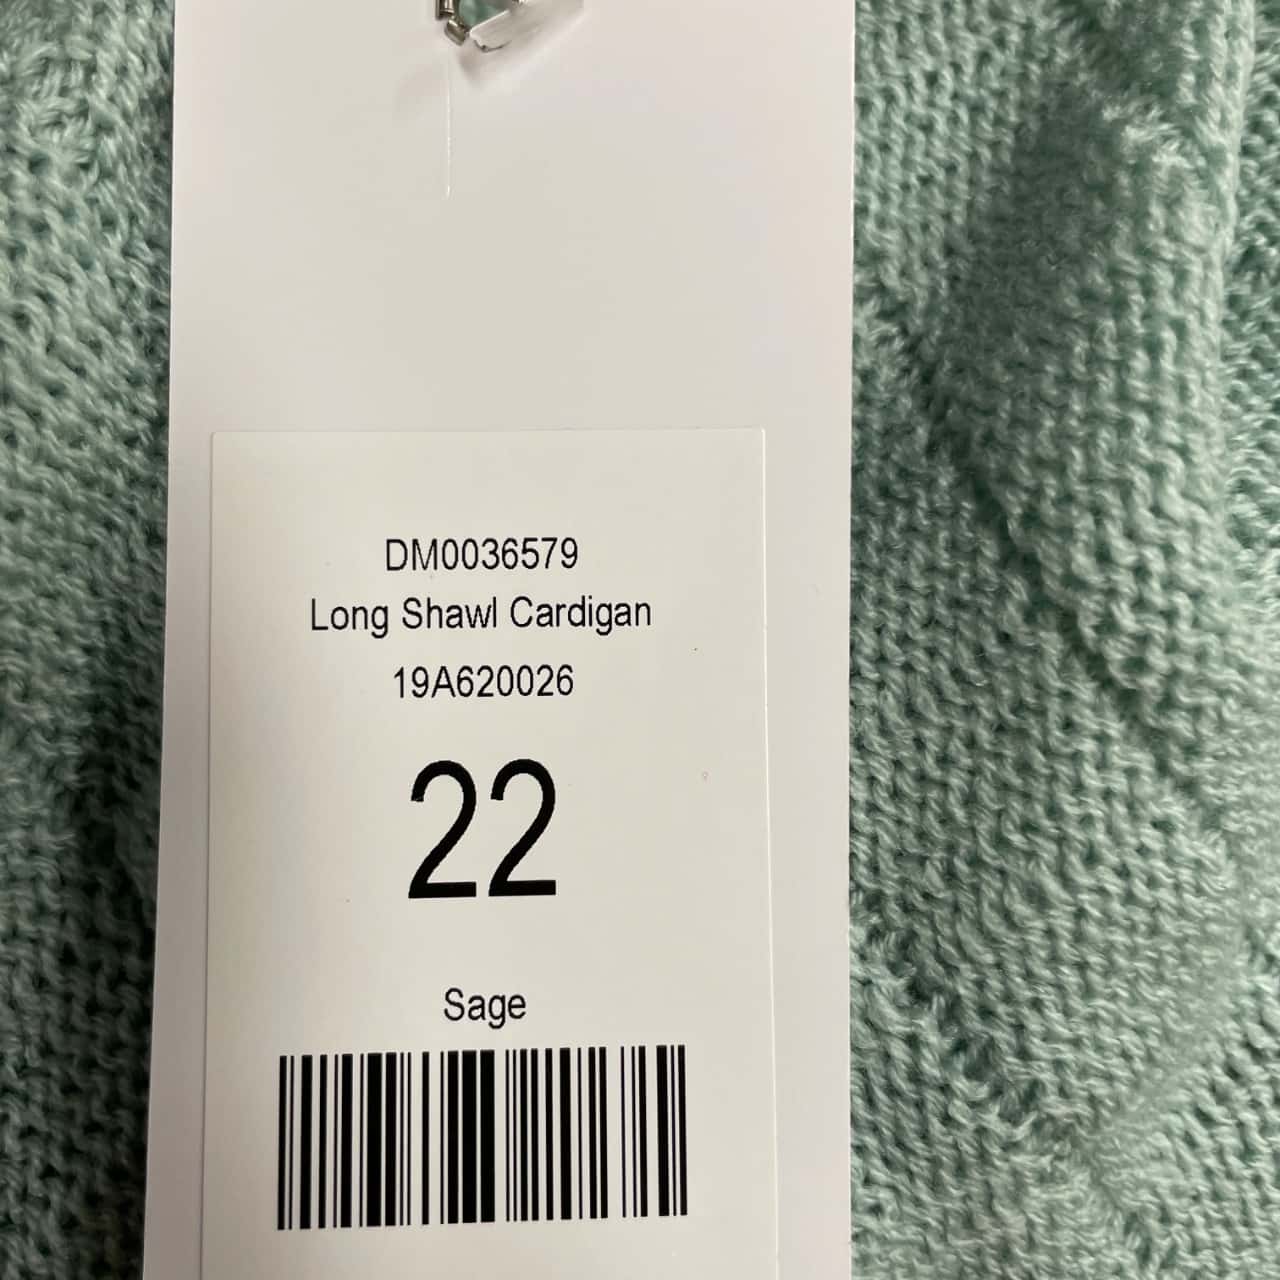 DM0036579
Long Shawl Cardigan
19A620026
22
Sage